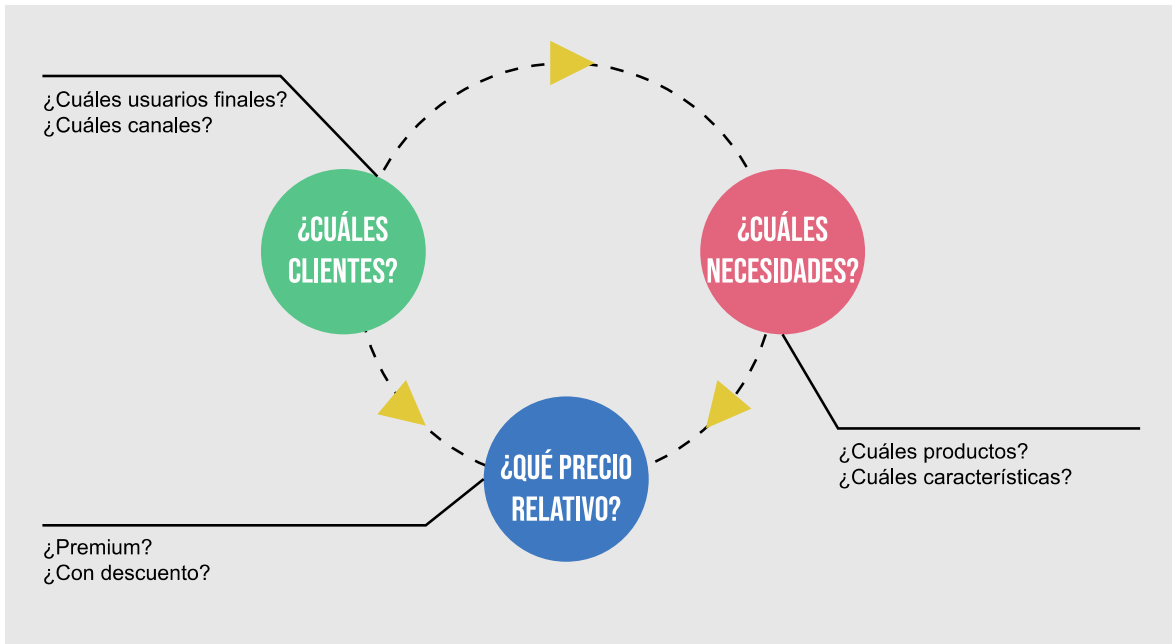 ¿Cuáles usuarios finales?
¿Cuáles canales?
¿CUÁLES
CLIENTES?
¿CUÁLES
NECESIDADES?
¿Cuáles productos?
¿Cuáles características?
¿QUÉ PRECIO
RELATIVO?
¿Premium?
¿Con descuento?